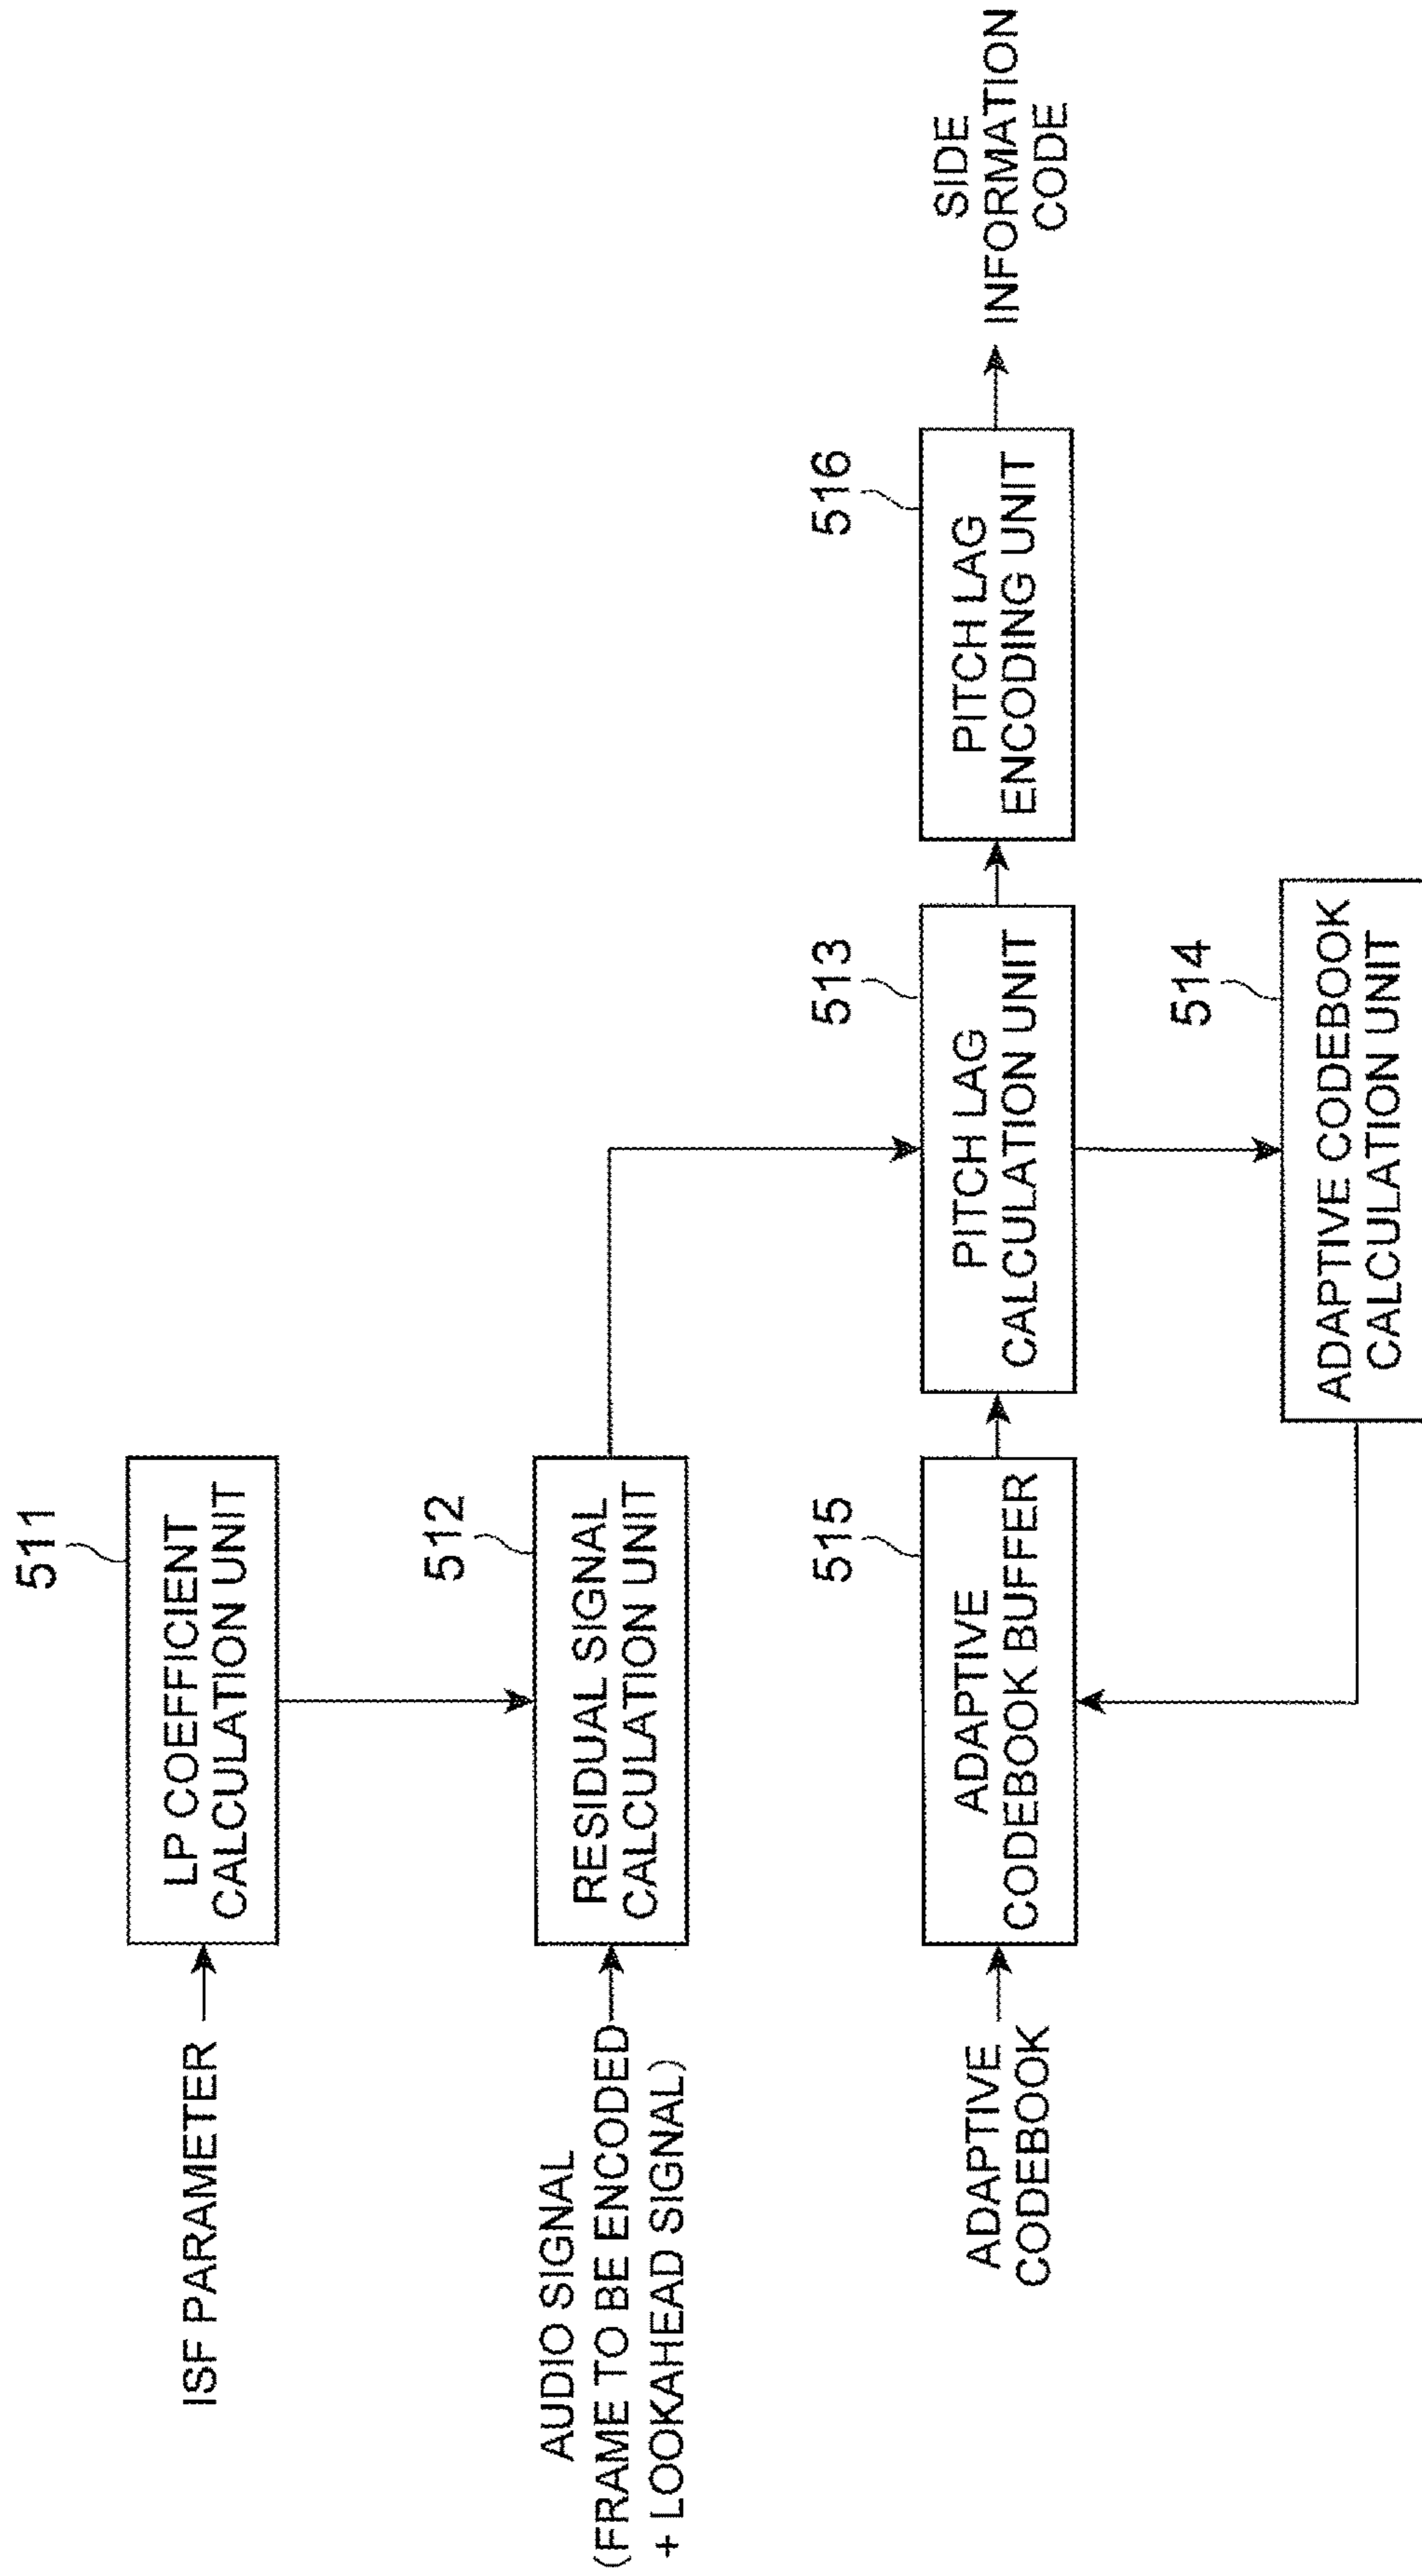 511
ISF PARAMETER
LP COEFFICIENT
CALCULATION UNIT
512
AUDIO SIGNAL
(FRAME TO BE ENCODED
+ LOOKAHEAD SIGNAL)
RESIDUAL SIGNAL
CALCULATION UNIT
515
513
516
ADAPTIVE
CODEBOOK
ADAPTIVE
CODEBOOK BUFFER
PITCH LAG
CALCULATION UNIT
PITCH LAG
ENCODING UNIT
SIDE
INFORMATION
CODE
514
ADAPTIVE CODEBOOK
CALCULATION UNIT